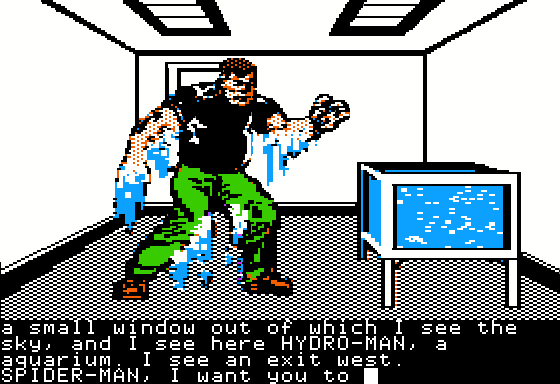 a small window out of which I see the
sky, and I see here HYDRO-MAN, a
aquarium. I see an exit west.
SPIDER-MAN, I want you to